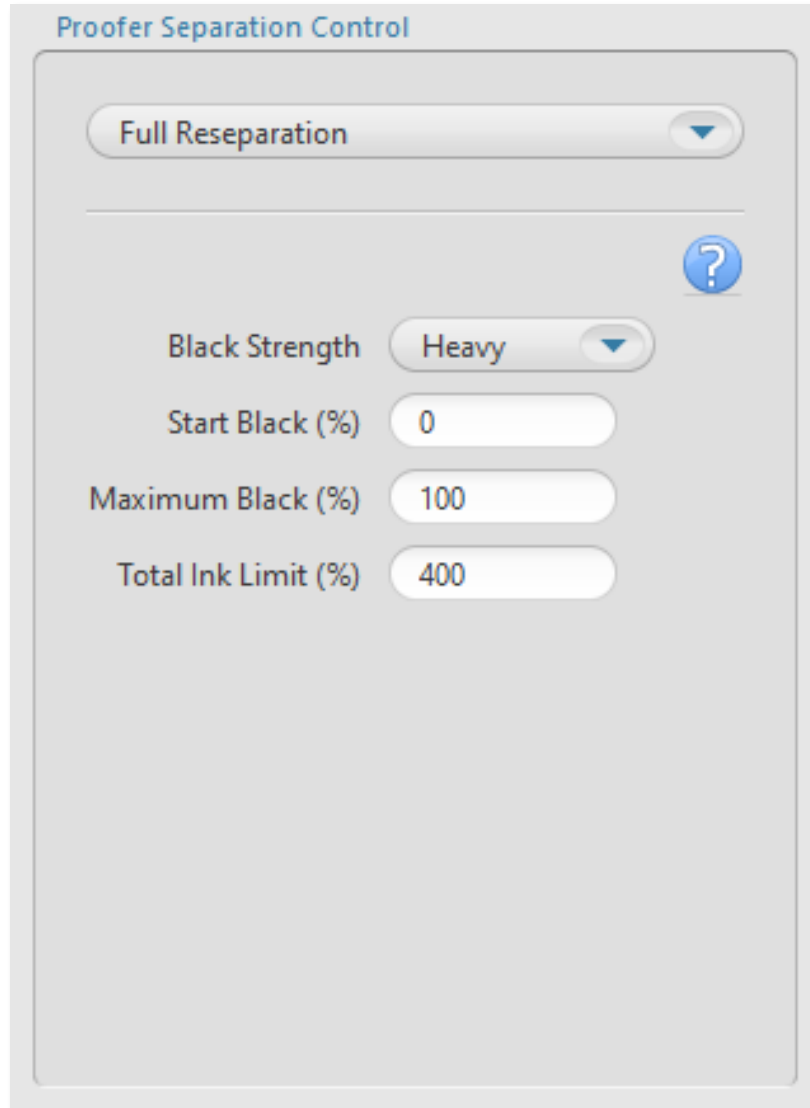 Proofer Separation Control
Full Reseparation
?
Black Strength Heavy
Start Black (%) 0
Maximum Black (%) 100
Total Ink Limit (%) 400